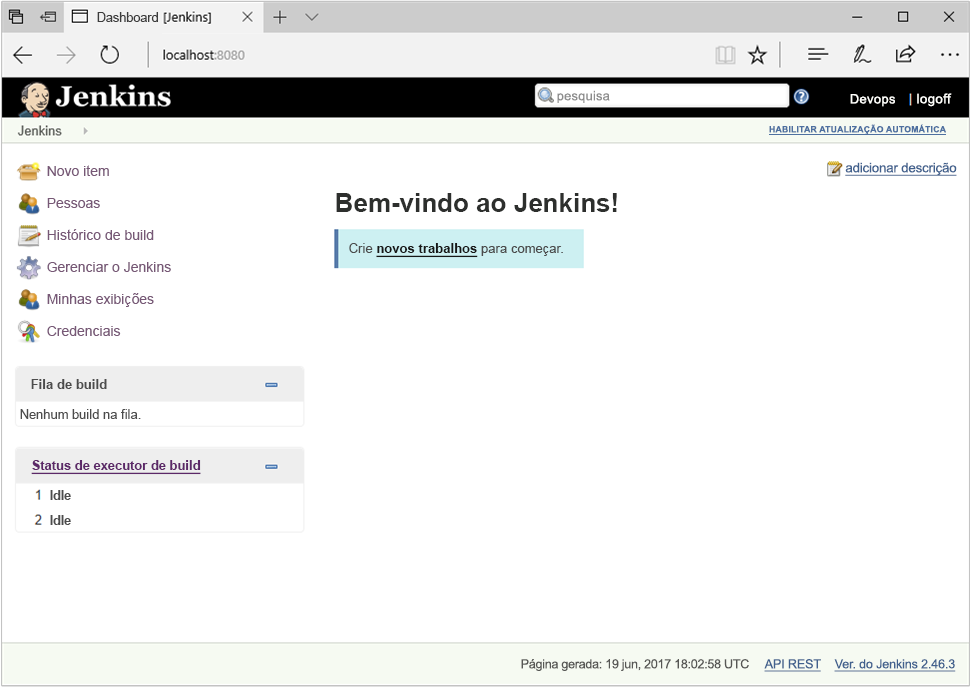 Dashboard [Jenkins]
localhost:8080
Jenkins
pesquisa
Devops | logoff
Jenkins
HABILITAR ATUALIZAÇÃO AUTOMÁTICA
Novo item
Pessoas
Histórico de build
Gerenciar o Jenkins
Minhas exibições
Credenciais
adicionar descrição
Bem-vindo ao Jenkins!
Crie novos trabalhos para começar.
Fila de build
Nenhum build na fila.
Status de executor de build
1 Idle
2 Idle
Página gerada: 19 jun, 2017 18:02:58 UTC API REST Ver. do Jenkins 2.46.3